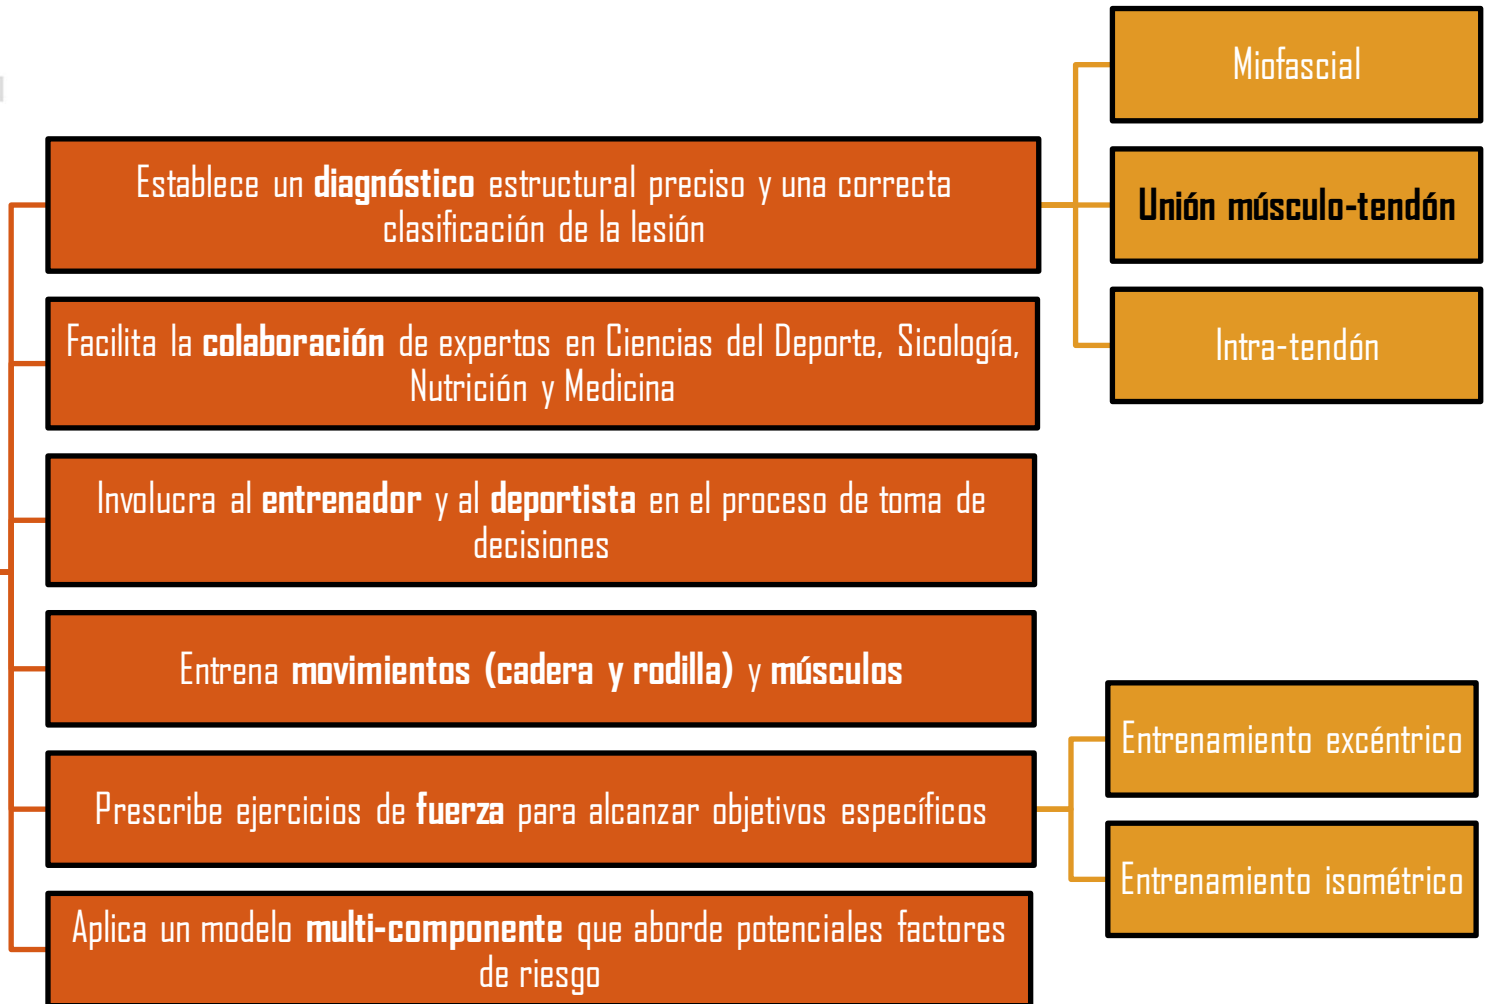 Miofascial
Establece un diagnóstico estructural preciso y una correcta
clasificación de la lesión
Unión músculo-tendón
Intra-tendón
Facilita la colaboración de expertos en Ciencias del Deporte, Sicología,
Nutrición y Medicina
Involucra al entrenador y al deportista en el proceso de toma de
decisiones
Entrena movimientos (cadera y rodilla) y músculos
Prescribe ejercicios de fuerza para alcanzar objetivos específicos
Entrenamiento excéntrico
Entrenamiento isométrico
Aplica un modelo multi-componente que aborde potenciales factores
de riesgo